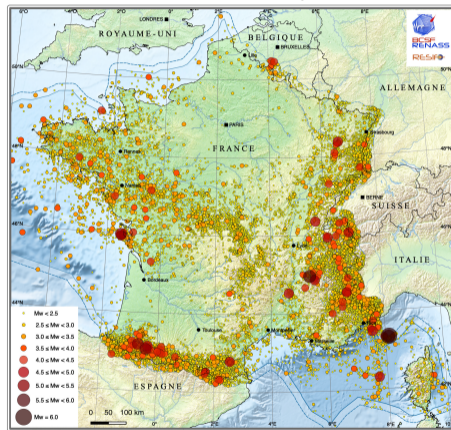 LONDRES
ROYAUME-UNI
BELGIQUE
BRUXELLES
Lille
BCSF
RENASS
RESIF
ALLEMAGNE
PARIS
Strasbourg
FRANCE
Rennes
Nantes
BERNE
SUISSE
Lyon
ITALIE
Bordeaux
Toulouse
Montpellier
Marseille
Nice
ESPAGNE
Mw < 2.5
2.5 ≤ Mw < 3.0
3.0 ≤ Mw < 3.5
3.5 ≤ Mw < 4.0
4.0 ≤ Mw < 4.5
4.5 ≤ Mw < 5.0
5.0 ≤ Mw < 5.5
5.5 ≤ Mw < 6.0
Mw = 6.0
0 50 100 km